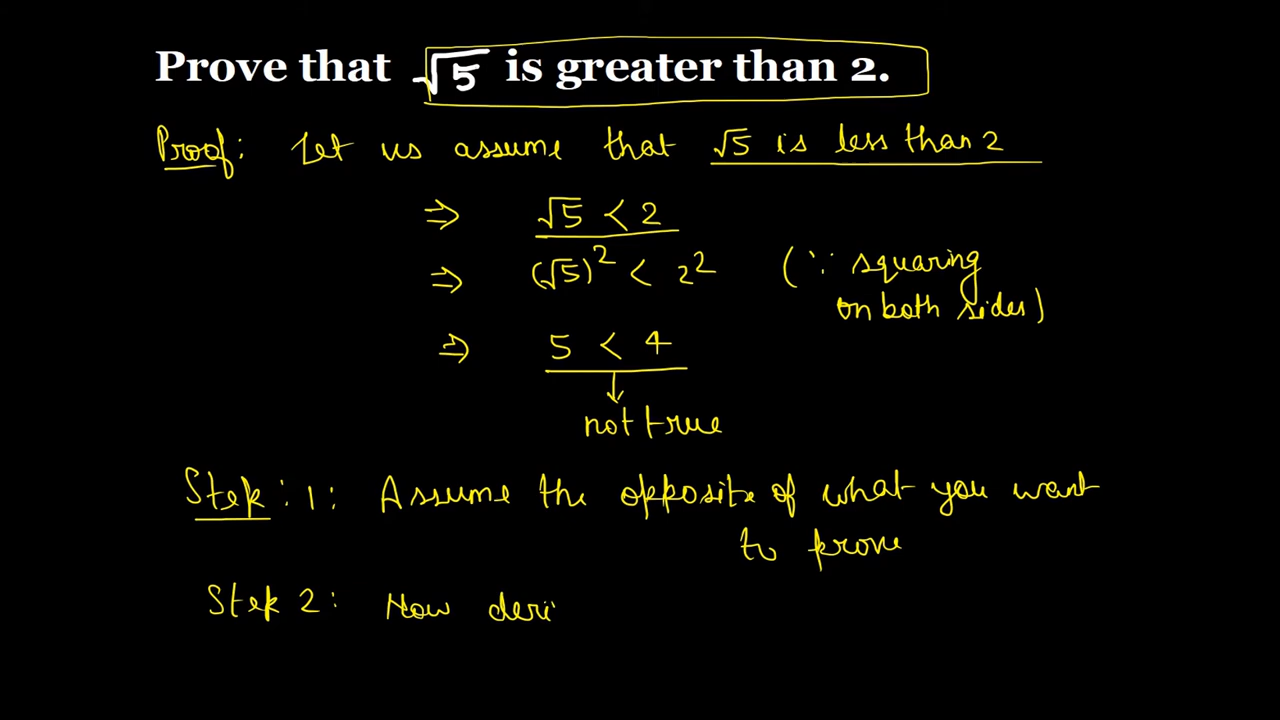 Prove that √5 is greater than 2.
Proof: Let us assume that √5 is less than 2
⇒ √5 < 2
⇒ (√5)² < 2² (∵ squaring
on both sides)
⇒ 5 < 4
not true
Step: 1: Assume the opposite of what you want
to prove
Step 2: Now deri